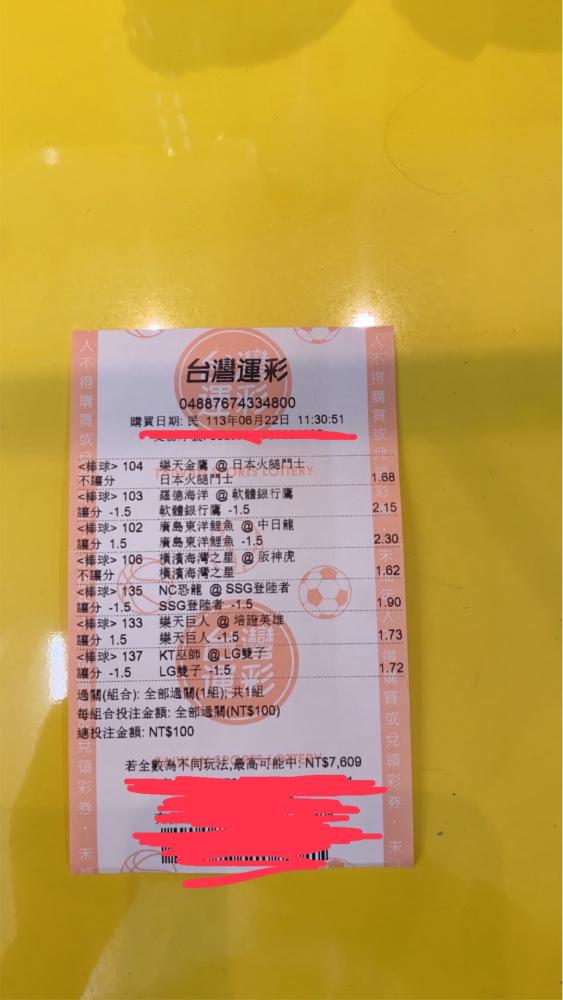 台灣運彩
04887674334800
購買日期: 民 113年06月22日 11:30:51
<棒球> 104 樂天金鷹 @ 日本火腿鬥士
不讓分 日本火腿鬥士 1.68
<棒球> 103 羅德海洋 @ 軟體銀行鷹
讓分 -1.5 軟體銀行鷹 -1.5 2.15
<棒球> 102 廣島東洋鯉魚 @ 中日龍
讓分 1.5 廣島東洋鯉魚 -1.5 2.30
<棒球> 106 橫濱海灣之星 @ 阪神虎
不讓分 橫濱海灣之星 1.62
<棒球> 135 NC恐龍 @ SSG登陸者
讓分 -1.5 SSG登陸者 -1.5 1.90
<棒球> 133 樂天巨人 @ 培證英雄
讓分 1.5 樂天巨人 -1.5 1.73
<棒球> 137 KT巫師 @ LG雙子
讓分 -1.5 LG雙子 -1.5 1.72
過關(組合): 全部過關(1組); 共1組
每組合投注金額: 全部過關(NT$100)
總投注金額: NT$100
若全數為不同玩法,最高可能中: NT$7,609